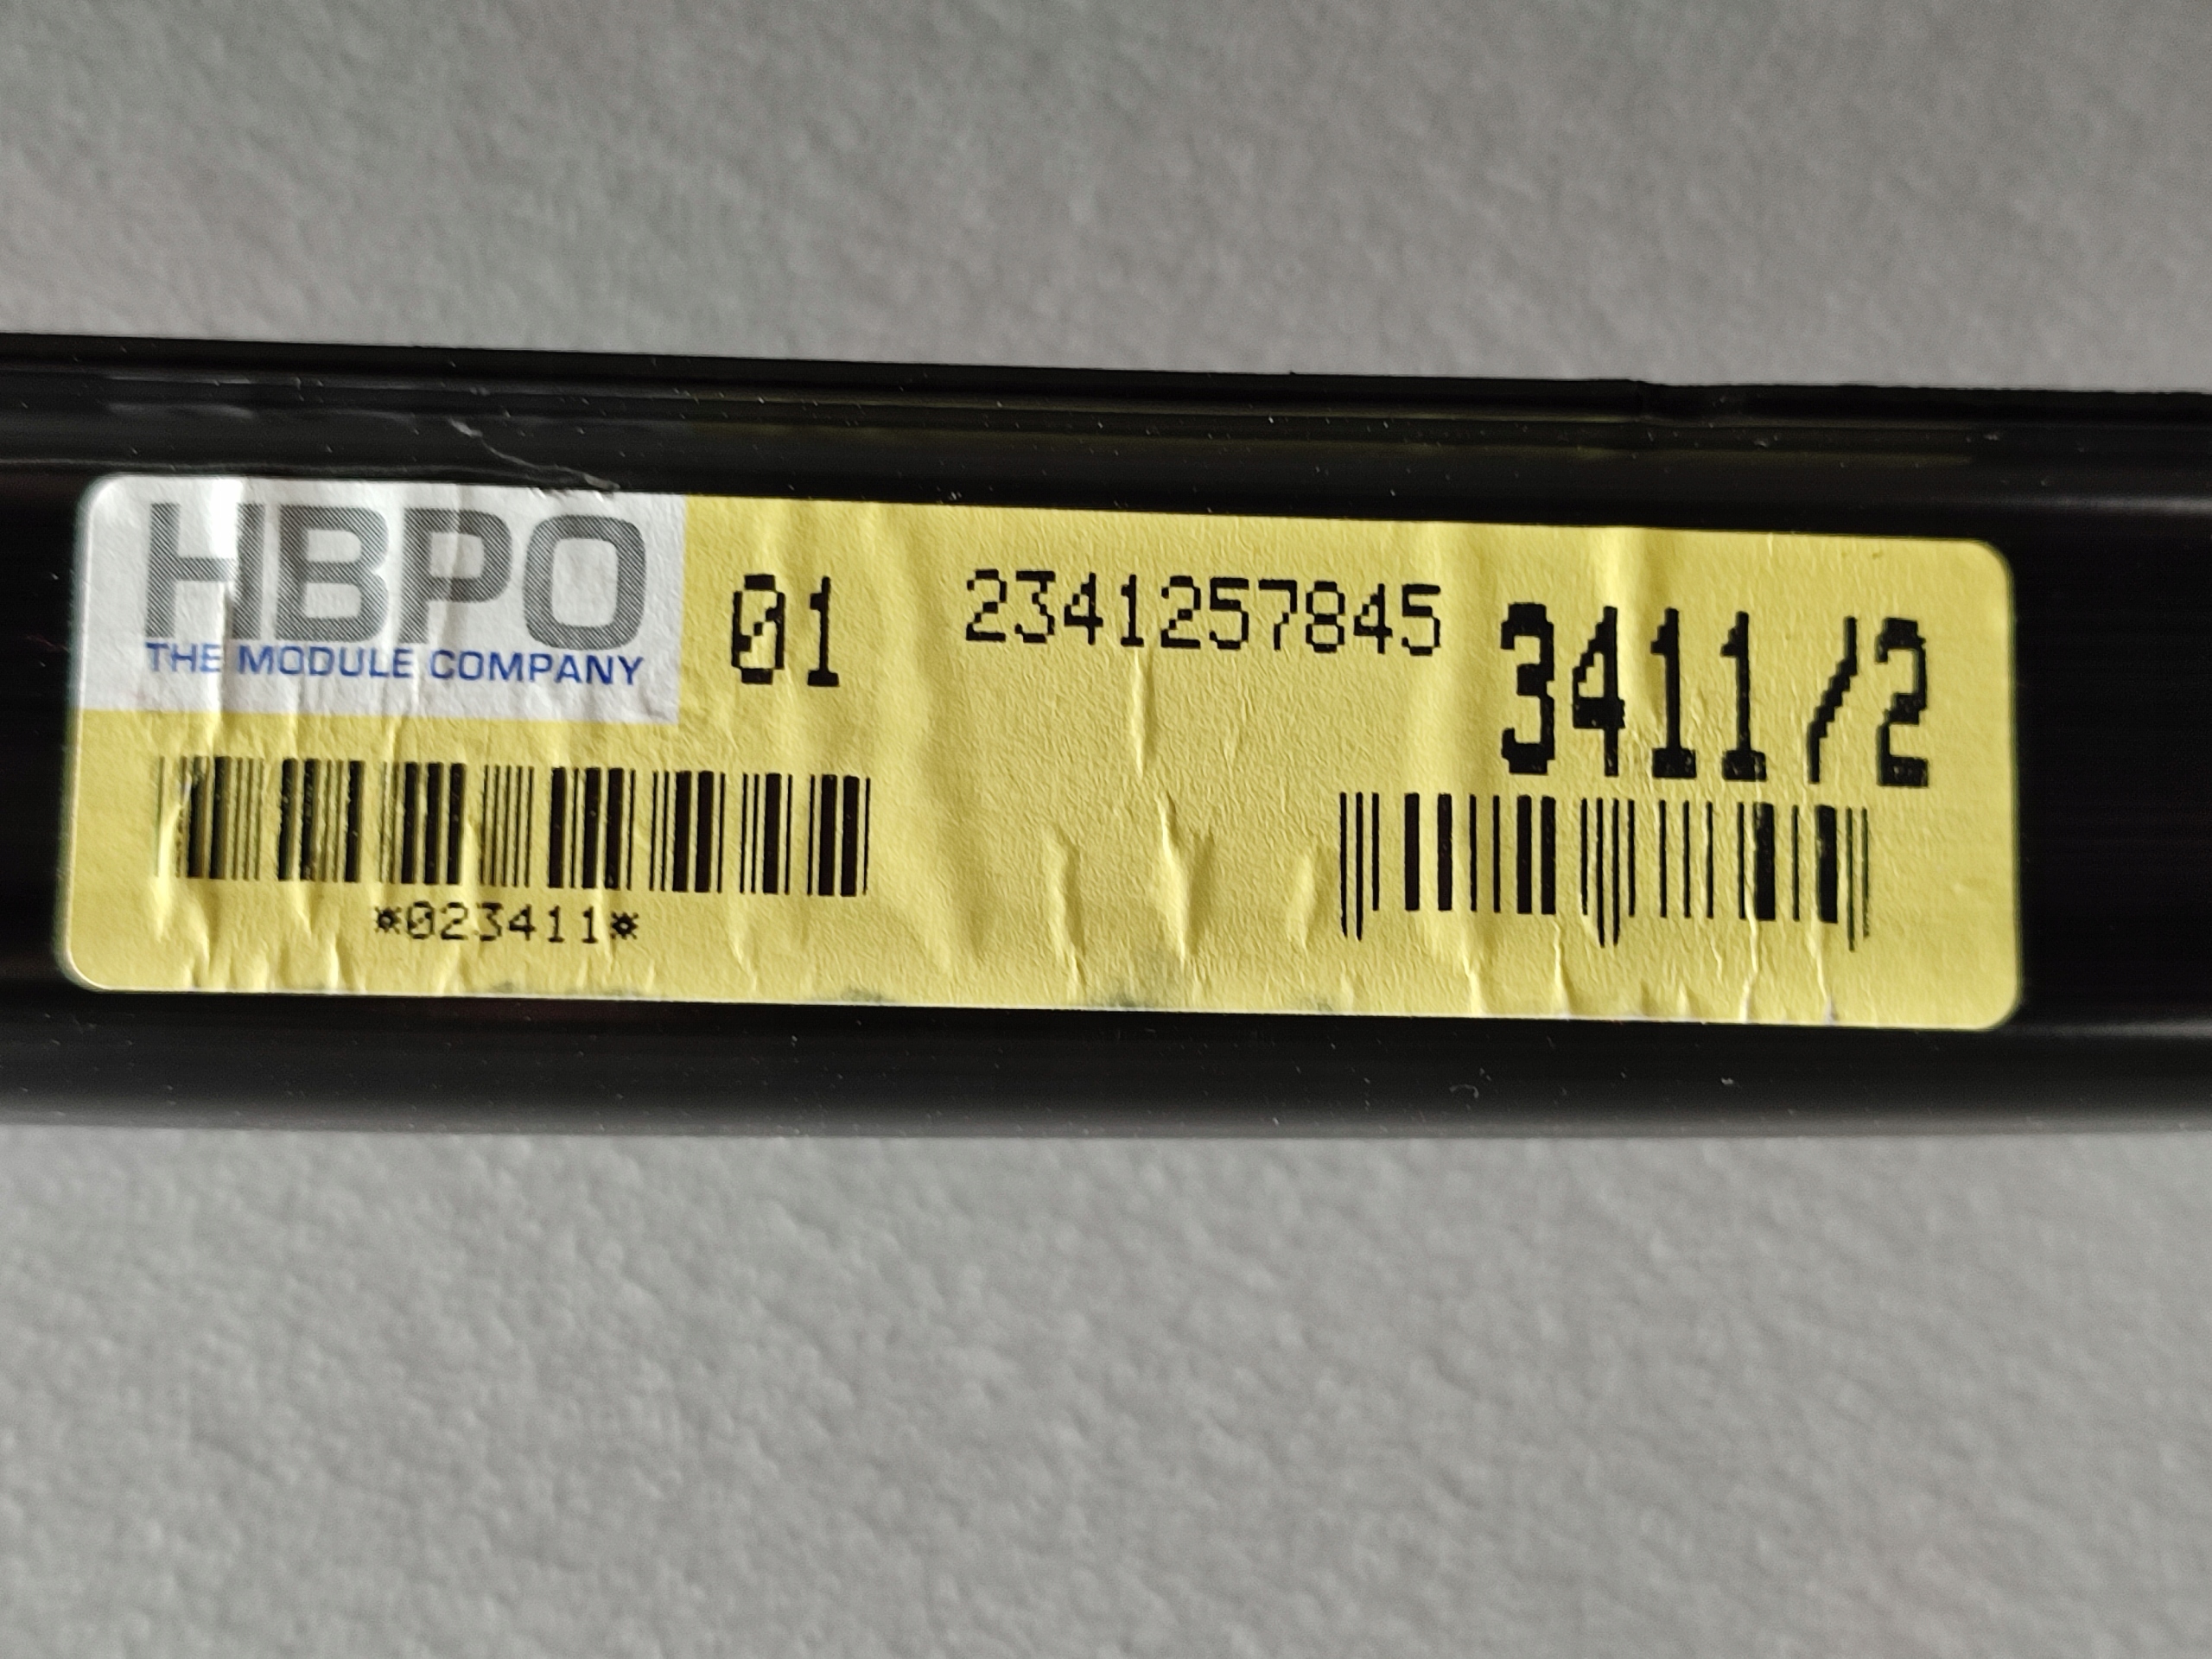 HBPO
THE MODULE COMPANY
01
2341257845
3411/2
*023411*